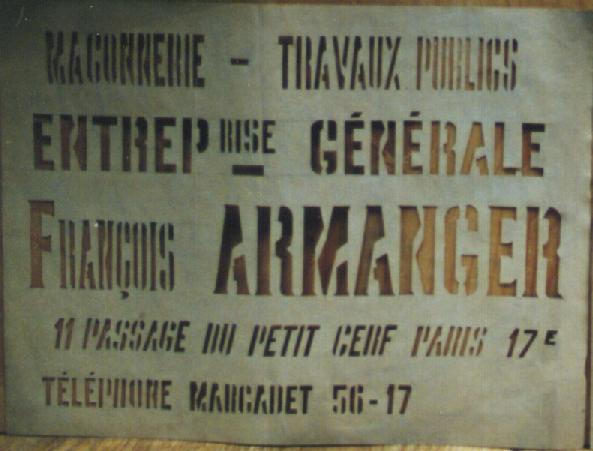 MAÇONNERIE - TRAVAUX PUBLICS
ENTREPRISE GÉNÉRALE
FRANÇOIS ARMANGER
11 PASSAGE DU PETIT CERF PARIS 17E
TÉLÉPHONE MARCADET 56-17